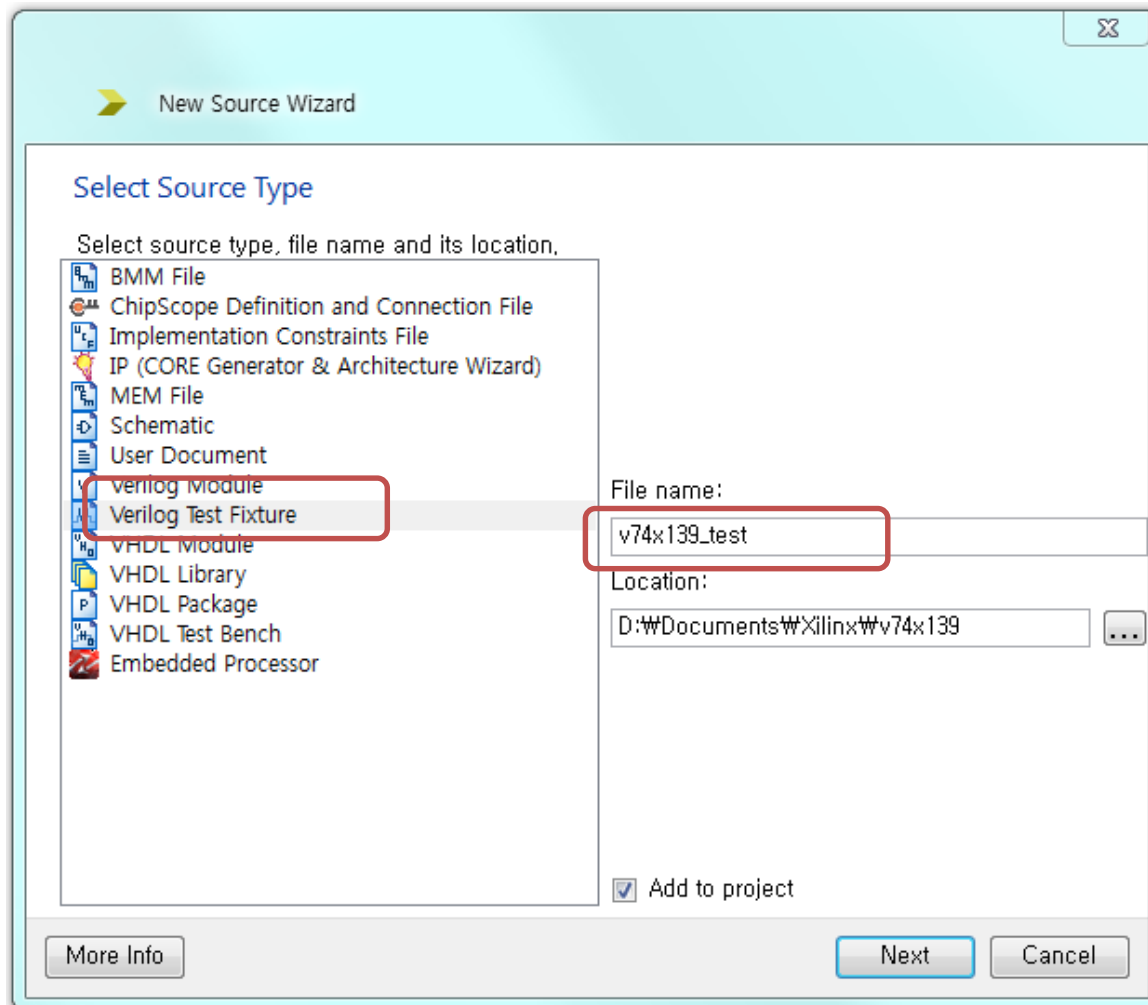 New Source Wizard
Select Source Type
Select source type, file name and its location.
BMM File
ChipScope Definition and Connection File
Implementation Constraints File
IP (CORE Generator & Architecture Wizard)
MEM File
Schematic
User Document
Verilog Module
Verilog Test Fixture
VHDL Module
VHDL Library
VHDL Package
VHDL Test Bench
Embedded Processor
File name:
v74x139_test
Location:
D:₩Documents₩Xilinx₩v74x139
...
Add to project
More Info
Next
Cancel